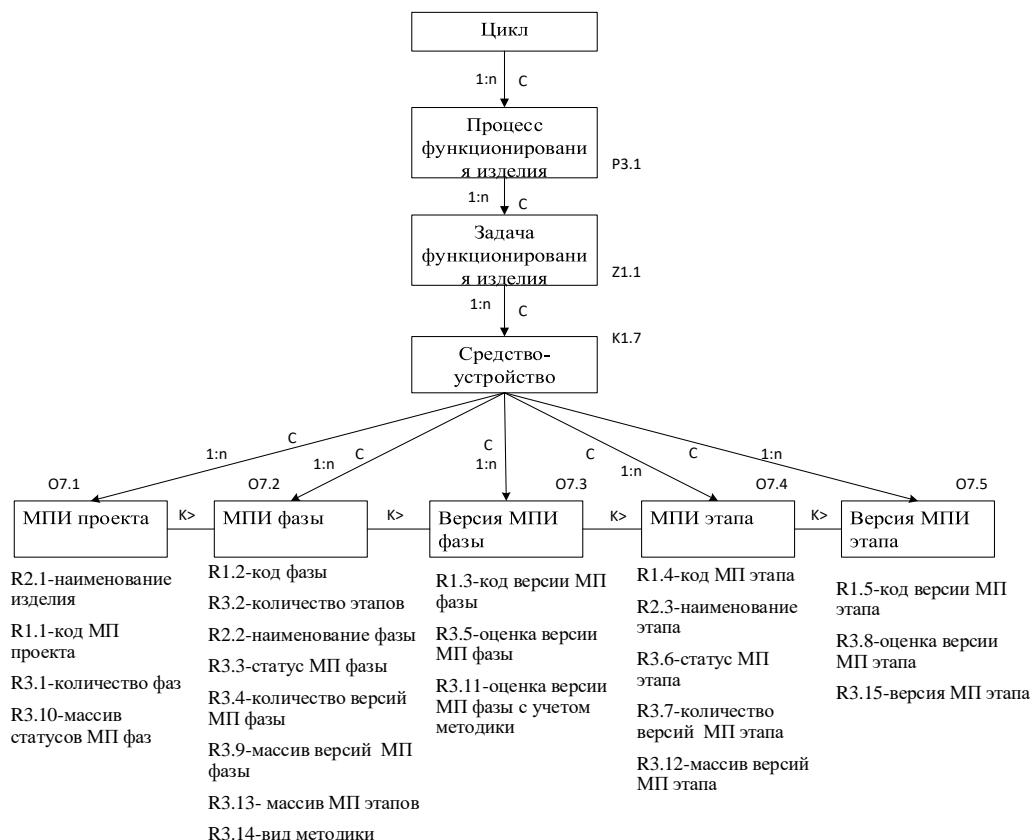 Цикл
1:n
C
Процесс
функционировани
я изделия
P3.1
1:n
C
Задача
функционировани
я изделия
Z1.1
1:n
C
K1.7
Средство-
устройство
C
1:n
C
1:n
C
1:n
C
1:n
C
1:n
O7.1
O7.2
O7.3
O7.4
O7.5
МПИ проекта
K>
МПИ фазы
K>
Версия МПИ
фазы
K>
МПИ этапа
K>
Версия МПИ
этапа
R2.1-наименование
изделия
R1.1-код МП
проекта
R3.1-количество фаз
R3.10-массив
статусов МП фаз
R1.2-код фазы
R3.2-количество этапов
R2.2-наименование фазы
R3.3-статус МП фазы
R3.4-количество версий
МП фазы
R3.9-массив версий МП
фазы
R3.13- массив МП этапов
R3.14-вид методики
R1.3-код версии МП
фазы
R3.5-оценка версии
МП фазы
R3.11-оценка версии
МП фазы с учетом
методики
R1.4-код МП этапа
R2.3-наименование
этапа
R3.6-статус МП
этапа
R3.7-количество
версий МП этапа
R3.12-массив версий
МП этапа
R1.5-код версии МП
этапа
R3.8-оценка версии
МП этапа
R3.15-версия МП этапа